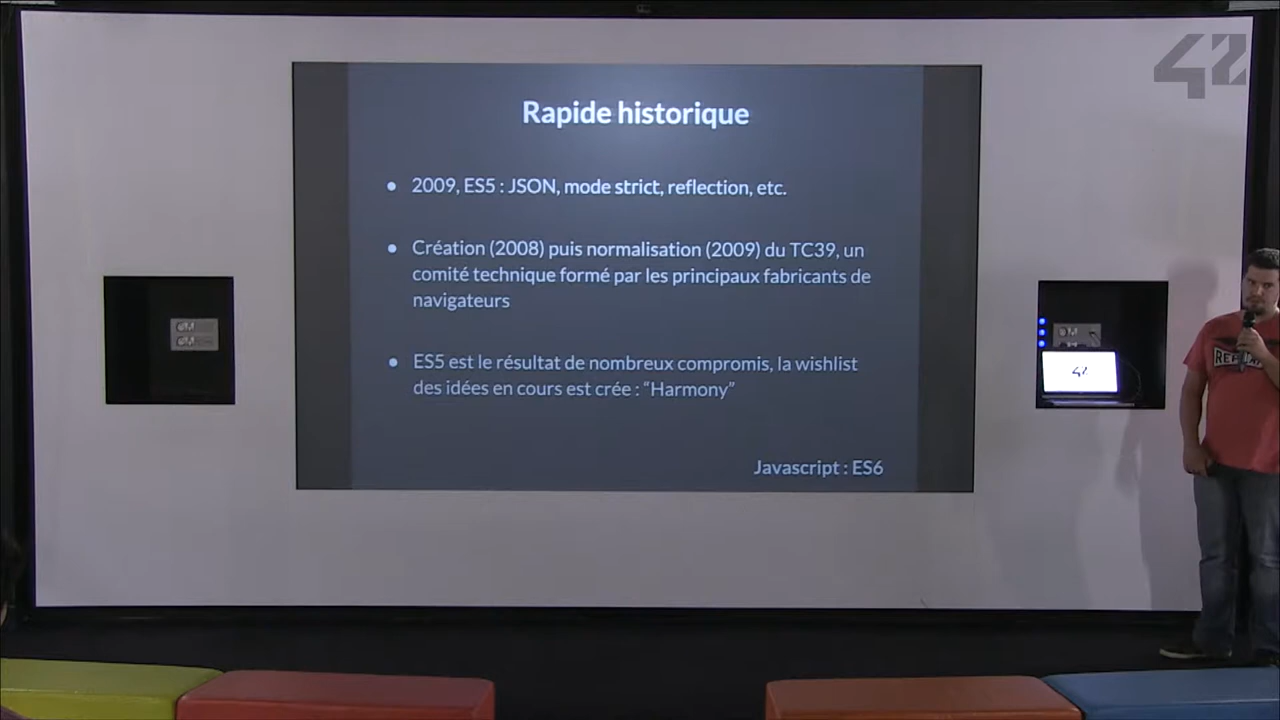 42
Rapide historique
● 2009, ES5 : JSON, mode strict, reflection, etc.
● Création (2008) puis normalisation (2009) du TC39, un
comité technique formé par les principaux fabricants de
navigateurs
● ES5 est le résultat de nombreux compromis, la wishlist
des idées en cours est crée : “Harmony”
Javascript : ES6
42